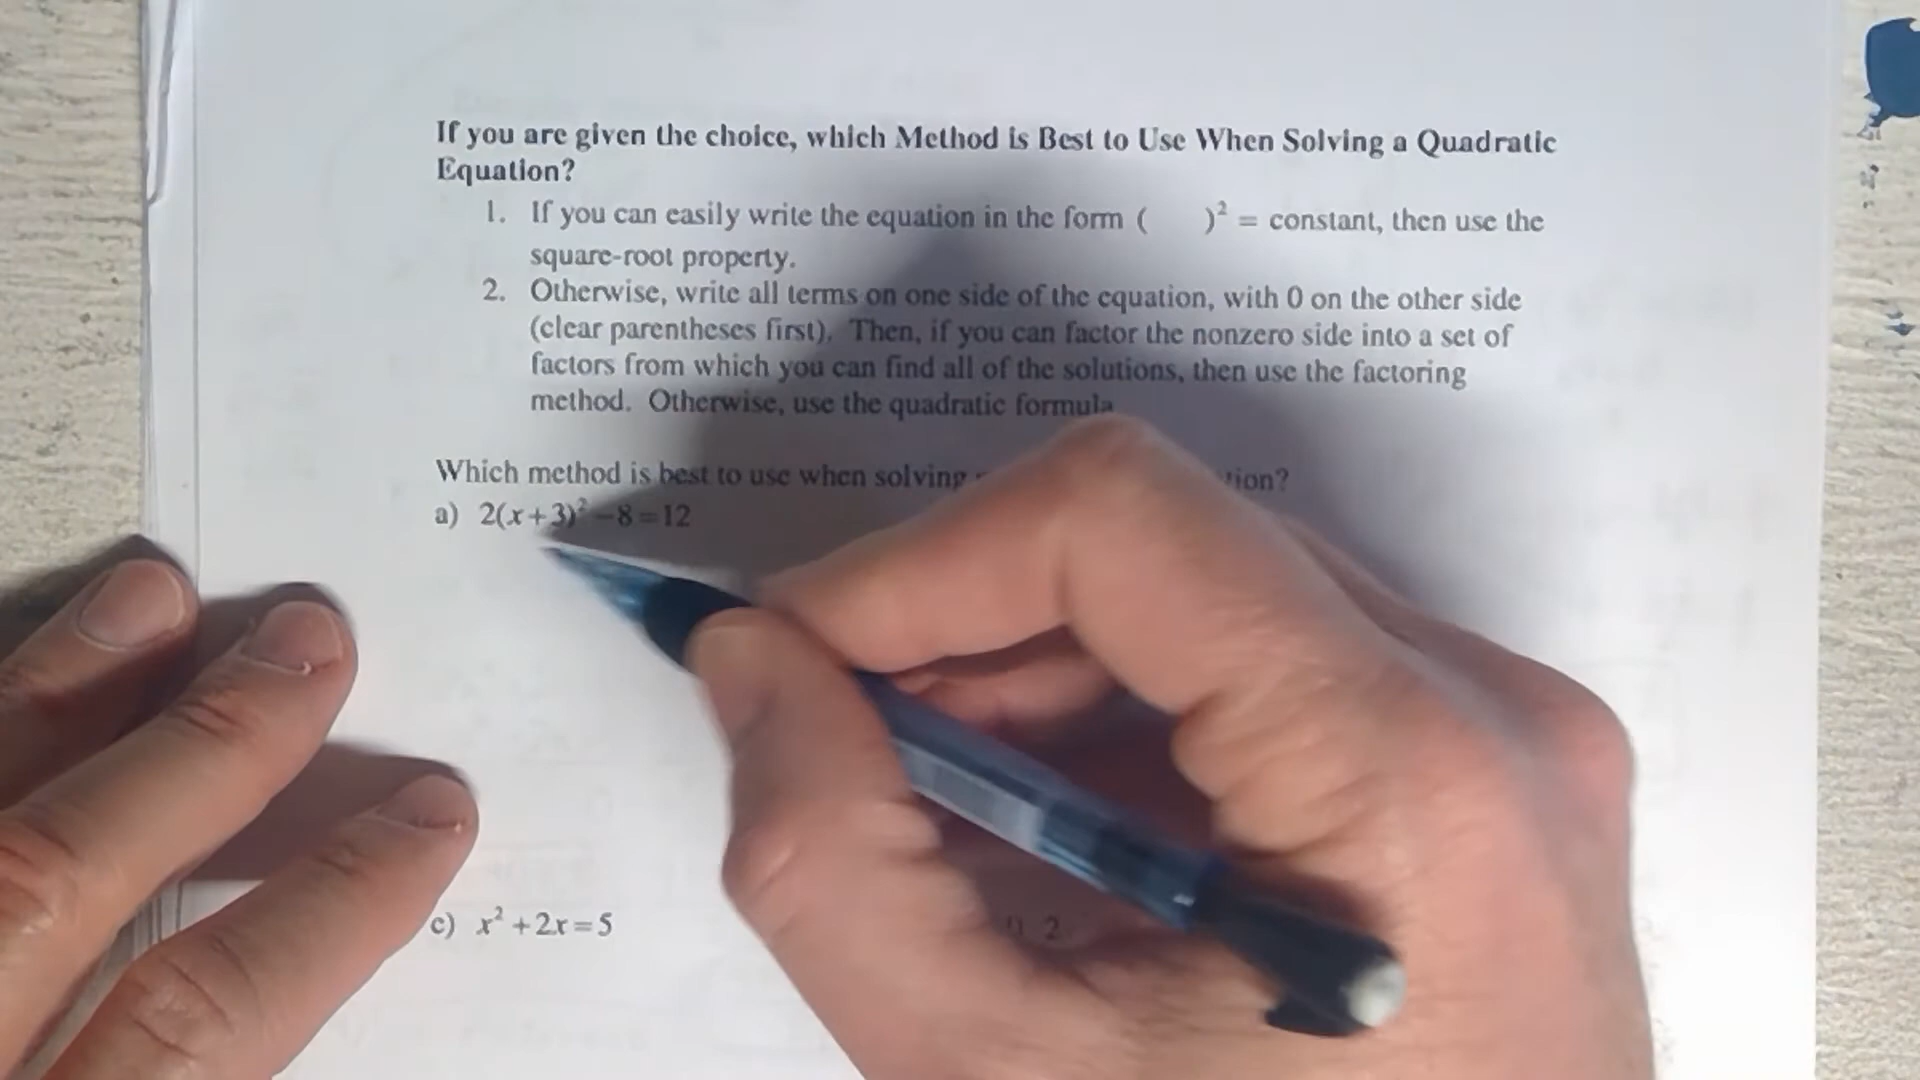 If you are given the choice, which Method is Best to Use When Solving a Quadratic
Equation?
1. If you can easily write the equation in the form ( )² = constant, then use the
square-root property.
2. Otherwise, write all terms on one side of the equation, with 0 on the other side
(clear parentheses first). Then, if you can factor the nonzero side into a set of
factors from which you can find all of the solutions, then use the factoring
method. Otherwise, use the quadratic formula
Which method is best to use when solving
a) 2(x+3)² −8=12
c) x² +2x=5
2